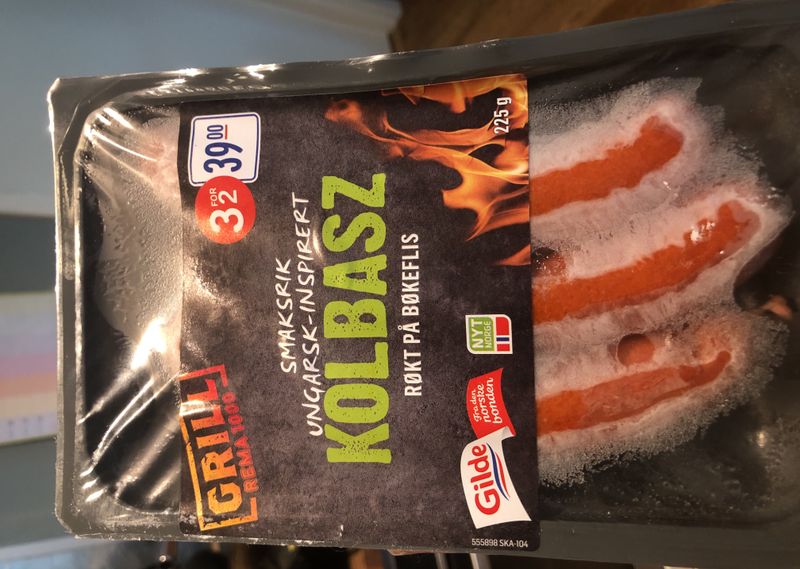 GRILL
REMA 1000
3 FOR 2
39 00
SMAKSRIK
UNGARSK-INSPIRERT
KOLBASZ
RØKT PÅ BØKEFLIS
225 g
Gilde
Fra den
norske
bonden
NYT
NORGE
555898 SKA-104